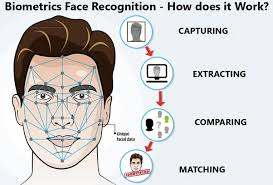 Biometrics Face Recognition - How does it Work?
CAPTURING
EXTRACTING
COMPARING
Unique
facial data
MATCHING